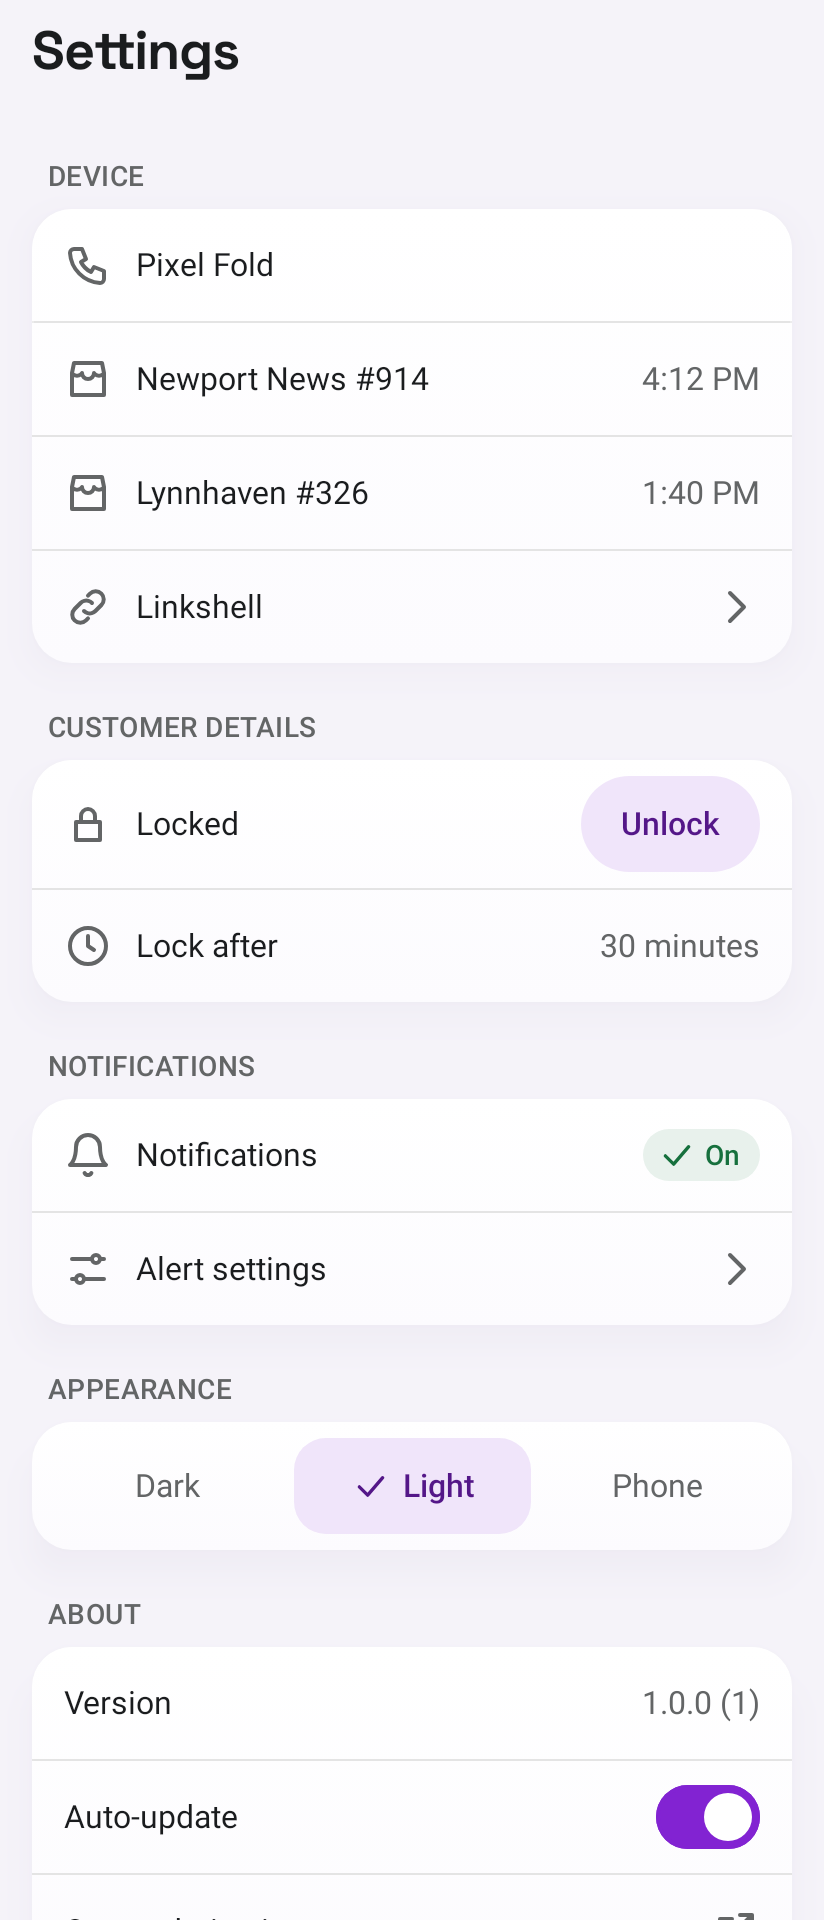 Settings
DEVICE
Pixel Fold
Newport News #914 4:12 PM
Lynnhaven #326 1:40 PM
Linkshell
CUSTOMER DETAILS
Locked Unlock
Lock after 30 minutes
NOTIFICATIONS
Notifications On
Alert settings
APPEARANCE
Dark Light Phone
ABOUT
Version 1.0.0 (1)
Auto-update